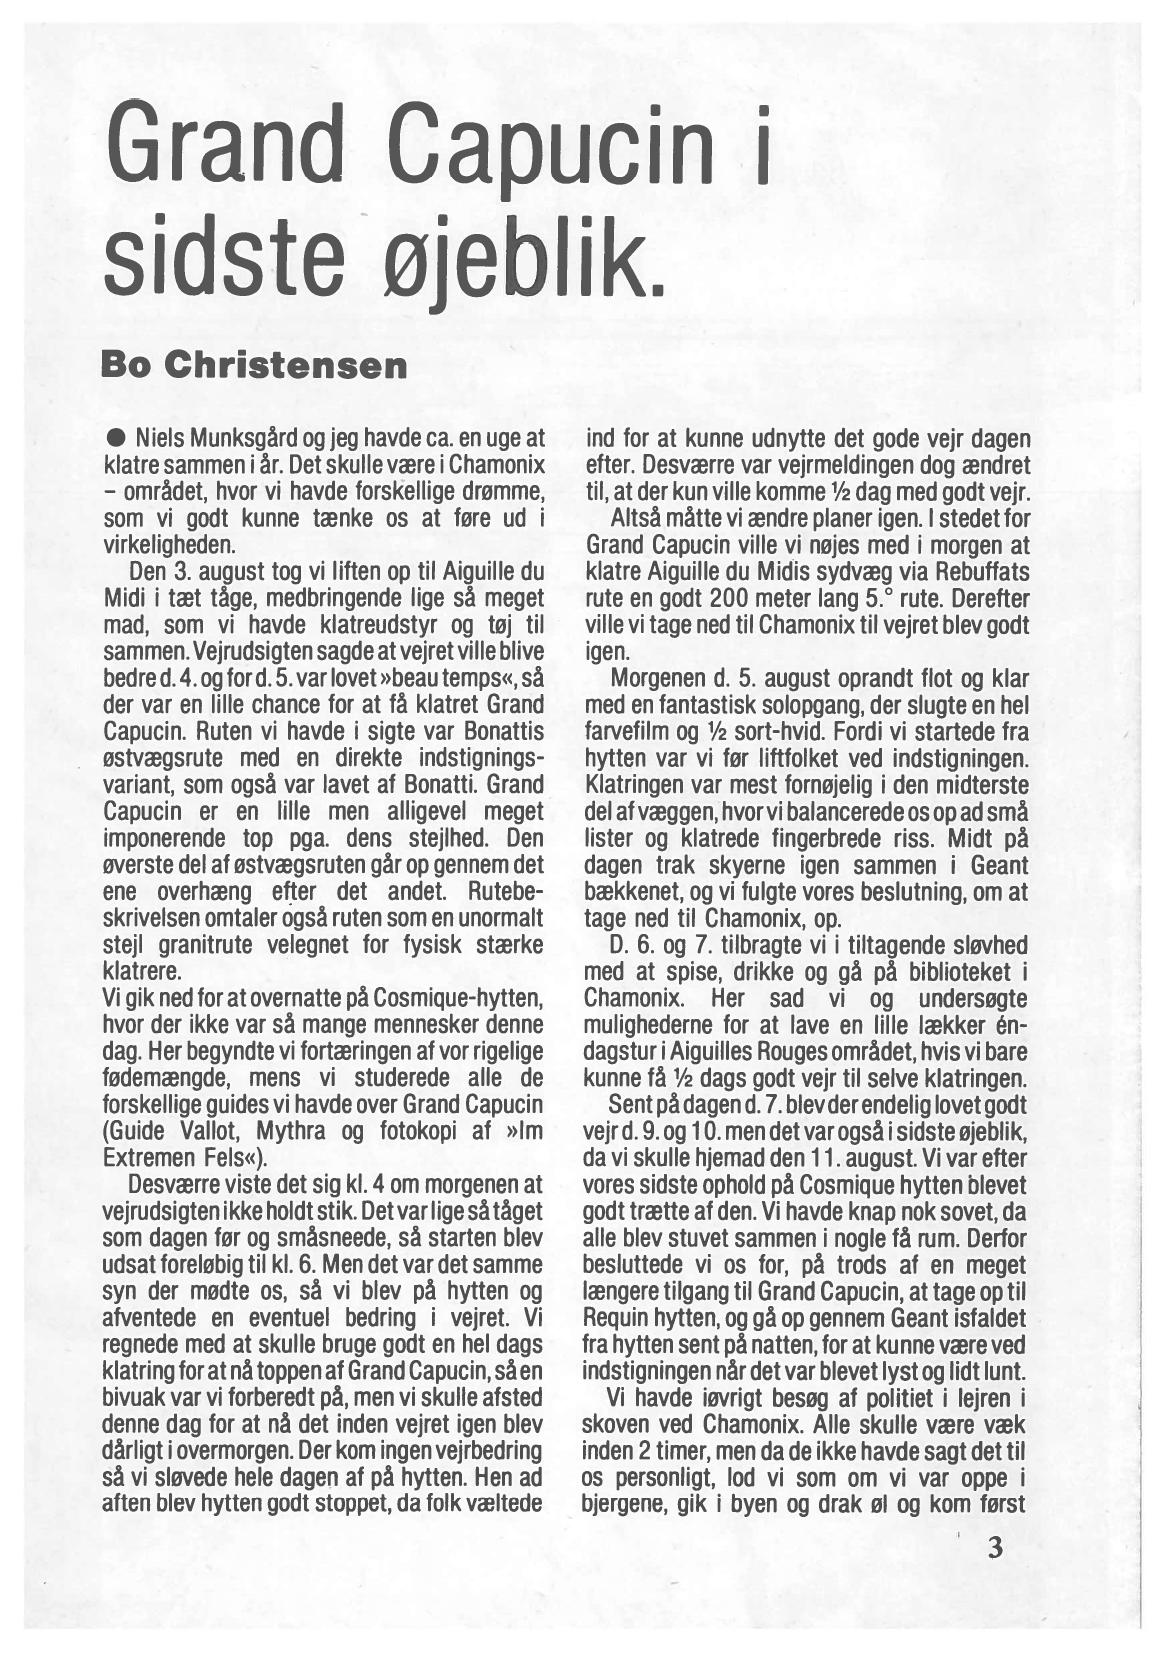 Grand Capucin i
sidste øjeblik.
Bo Christensen
● Niels Munksgård og jeg havde ca. en uge at
klatre sammen i år. Det skulle være i Chamonix
– området, hvor vi havde forskellige drømme,
som vi godt kunne tænke os at føre ud i
virkeligheden.
Den 3. august tog vi liften op til Aiguille du
Midi i tæt tåge, medbringende lige så meget
mad, som vi havde klatreudstyr og tøj til
sammen. Vejrudsigten sagde at vejret ville blive
bedre d. 4. og for d. 5. var lovet »beau temps«, så
der var en lille chance for at få klatret Grand
Capucin. Ruten vi havde i sigte var Bonattis
østvægsrute med en direkte indstignings-
variant, som også var lavet af Bonatti. Grand
Capucin er en lille men alligevel meget
imponerende top pga. dens stejlhed. Den
øverste del af østvægsruten går op gennem det
ene overhæng efter det andet. Rutebe-
skrivelsen omtaler også ruten som en unormalt
stejl granitrute velegnet for fysisk stærke
klatrere.
Vi gik ned for at overnatte på Cosmique-hytten,
hvor der ikke var så mange mennesker denne
dag. Her begyndte vi fortæringen af vor rigelige
fødemængde, mens vi studerede alle de
forskellige guides vi havde over Grand Capucin
(Guide Vallot, Mythra og fotokopi af »Im
Extremen Fels«).
Desværre viste det sig kl. 4 om morgenen at
vejrudsigten ikke holdt stik. Det var lige så tåget
som dagen før og småsneede, så starten blev
udsat foreløbig til kl. 6. Men det var det samme
syn der mødte os, så vi blev på hytten og
afventede en eventuel bedring i vejret. Vi
regnede med at skulle bruge godt en hel dags
klatring for at nå toppen af Grand Capucin, så en
bivuak var vi forberedt på, men vi skulle afsted
denne dag for at nå det inden vejret igen blev
dårligt i overmorgen. Der kom ingen vejrbedring
så vi sløvede hele dagen af på hytten. Hen ad
aften blev hytten godt stoppet, da folk væltede
ind for at kunne udnytte det gode vejr dagen
efter. Desværre var vejrmeldingen dog ændret
til, at der kun ville komme ½ dag med godt vejr.
Altså måtte vi ændre planer igen. I stedet for
Grand Capucin ville vi nøjes med i morgen at
klatre Aiguille du Midis sydvæg via Rebuffats
rute en godt 200 meter lang 5.° rute. Derefter
ville vi tage ned til Chamonix til vejret blev godt
igen.
Morgenen d. 5. august oprandt flot og klar
med en fantastisk solopgang, der slugte en hel
farvefilm og ½ sort-hvid. Fordi vi startede fra
hytten var vi før liftfolket ved indstigningen.
Klatringen var mest fornøjelig i den midterste
del af væggen, hvor vi balancerede os op ad små
lister og klatrede fingerbrede riss. Midt på
dagen trak skyerne igen sammen i Geant
bækkenet, og vi fulgte vores beslutning, om at
tage ned til Chamonix, op.
D. 6. og 7. tilbragte vi i tiltagende sløvhed
med at spise, drikke og gå på biblioteket i
Chamonix. Her sad vi og undersøgte
mulighederne for at lave en lille lækker én-
dagstur i Aiguilles Rouges området, hvis vi bare
kunne få ½ dags godt vejr til selve klatringen.
Sent på dagen d. 7. blev der endelig lovet godt
vejr d. 9. og 10. men det var også i sidste øjeblik,
da vi skulle hjemad den 11. august. Vi var efter
vores sidste ophold på Cosmique hytten blevet
godt trætte af den. Vi havde knap nok sovet, da
alle blev stuvet sammen i nogle få rum. Derfor
besluttede vi os for, på trods af en meget
længere tilgang til Grand Capucin, at tage op til
Requin hytten, og gå op gennem Geant isfaldet
fra hytten sent på natten, for at kunne være ved
indstigningen når det var blevet lyst og lidt lunt.
Vi havde iøvrigt besøg af politiet i lejren i
skoven ved Chamonix. Alle skulle være væk
inden 2 timer, men da de ikke havde sagt det til
os personligt, lod vi som om vi var oppe i
bjergene, gik i byen og drak øl og kom først
3